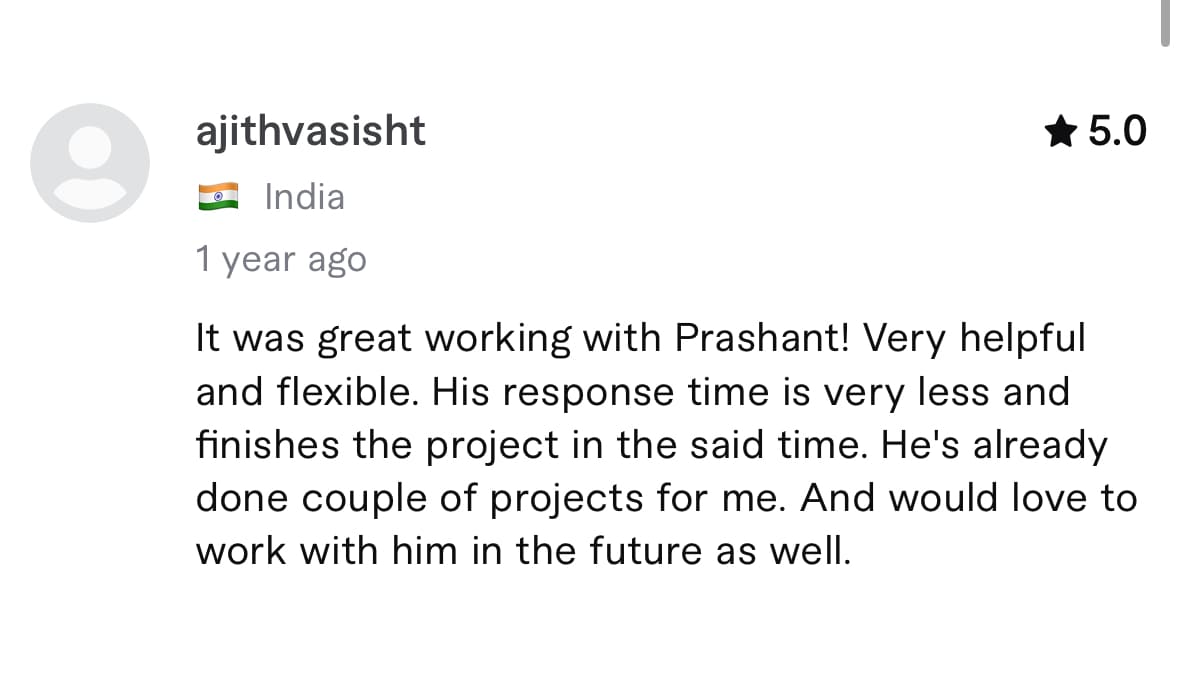 ajithvasisht
★ 5.0
🇮🇳 India
1 year ago
It was great working with Prashant! Very helpful
and flexible. His response time is very less and
finishes the project in the said time. He's already
done couple of projects for me. And would love to
work with him in the future as well.